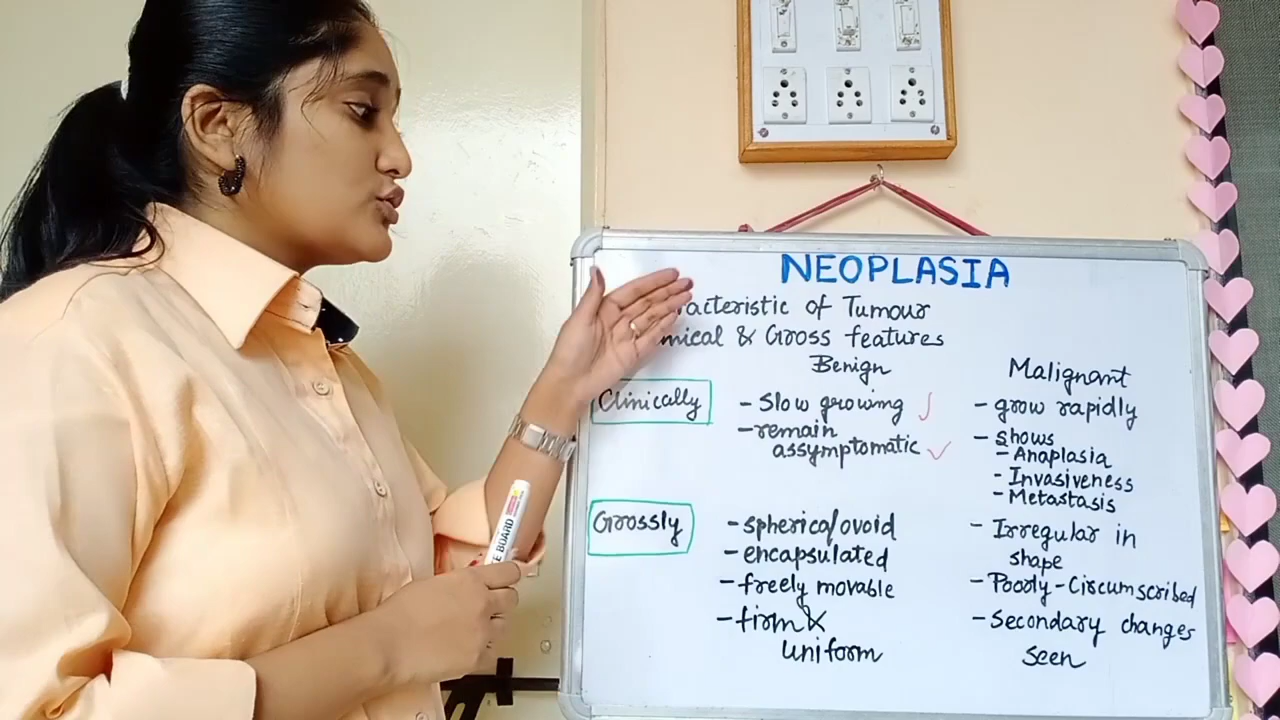 NEOPLASIA
racteristic of Tumour
mical & Gross features
Benign
Malignant
Clinically
- Slow growing
- remain
assymptomatic
- grow rapidly
- shows
- Anaplasia
- Invasiveness
- Metastasis
Grossly
- spherical/ovoid
- encapsulated
- freely movable
- firm &
uniform
- Irregular in
shape
- Poorly-Circumscribed
- Secondary changes
seen
E BOARD